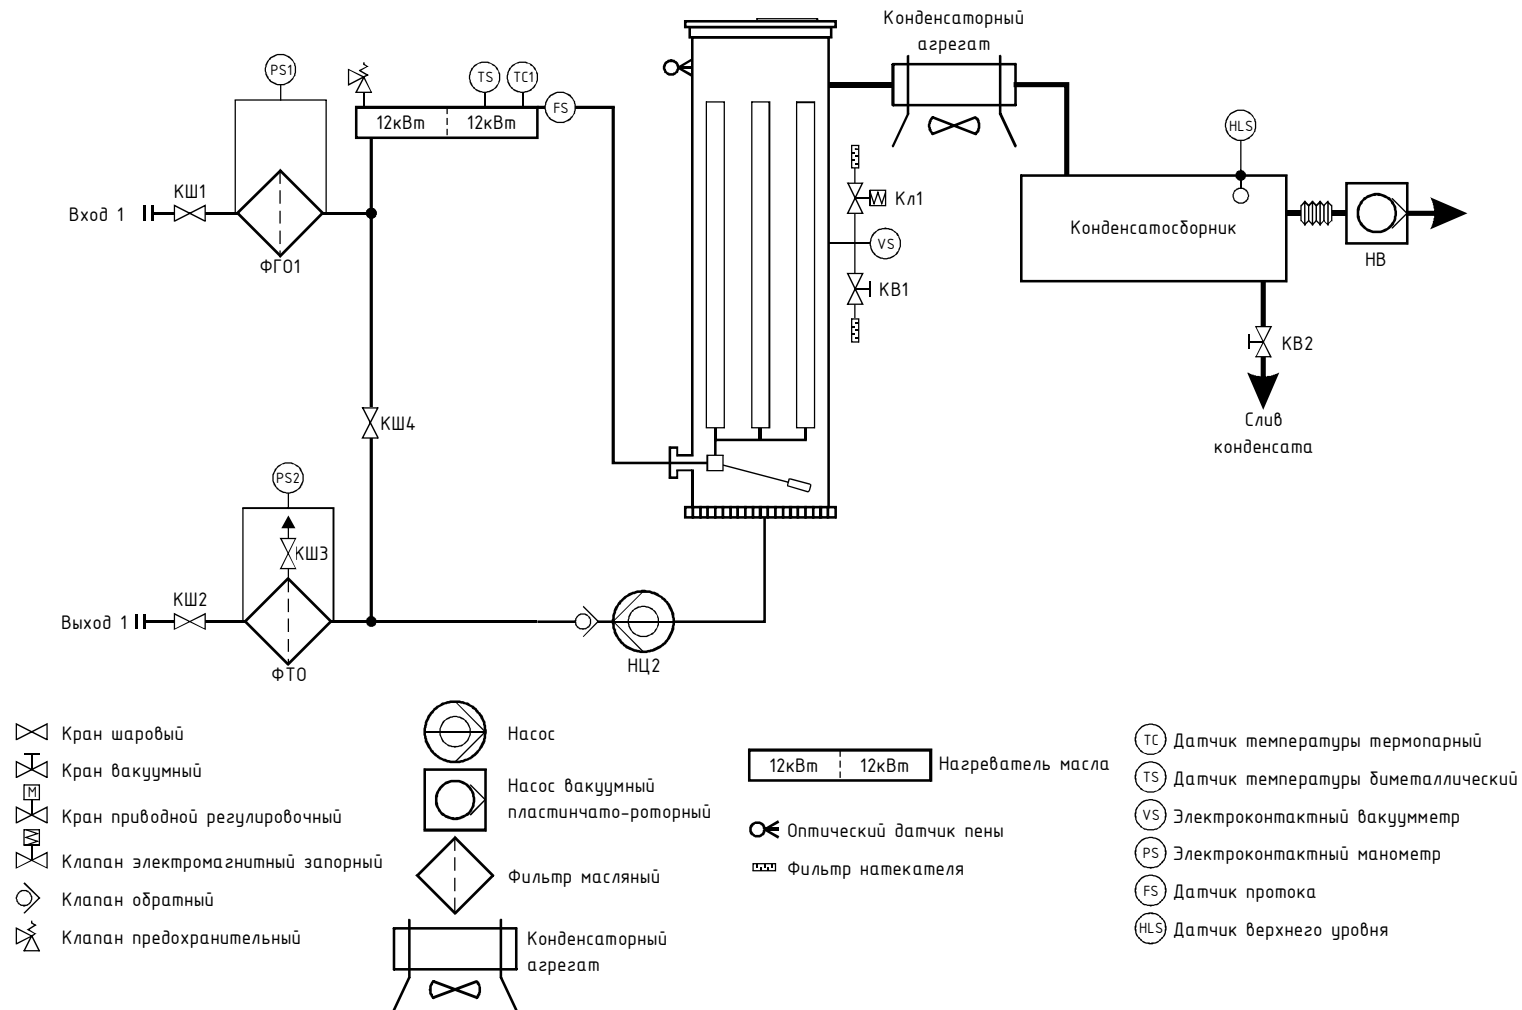 Конденсаторный
агрегат
PS1
TS
TC1
FS
12кВт
12кВт
HLS
КШ1
Вход 1
ФГО1
Кл1
VS
КВ1
Конденсатосборник
НВ
КВ2
Слив
конденсата
КШ4
PS2
КШ3
КШ2
Выход 1
ФТО
НЦ2
Кран шаровый
Кран вакуумный
M
Кран приводной регулировочный
Клапан электромагнитный запорный
Клапан обратный
Клапан предохранительный
Насос
Насос вакуумный
пластинчато-роторный
Фильтр масляный
Конденсаторный
агрегат
12кВт
12кВт
Нагреватель масла
Оптический датчик пены
Фильтр натекателя
TC Датчик температуры термопарный
TS Датчик температуры биметаллический
VS Электроконтактный вакуумметр
PS Электроконтактный манометр
FS Датчик протока
HLS Датчик верхнего уровня